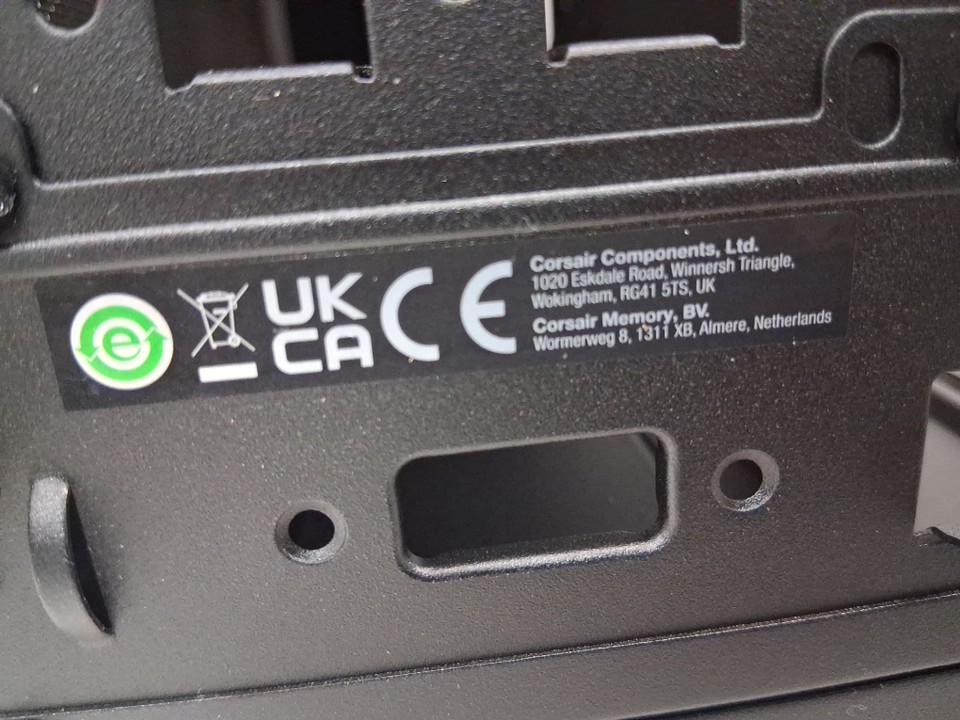 e
UK
CA
CE
Corsair Components, Ltd.
1020 Eskdale Road, Winnersh Triangle,
Wokingham, RG41 5TS, UK
Corsair Memory, BV.
Wormerweg 8, 1311 XB, Almere, Netherlands